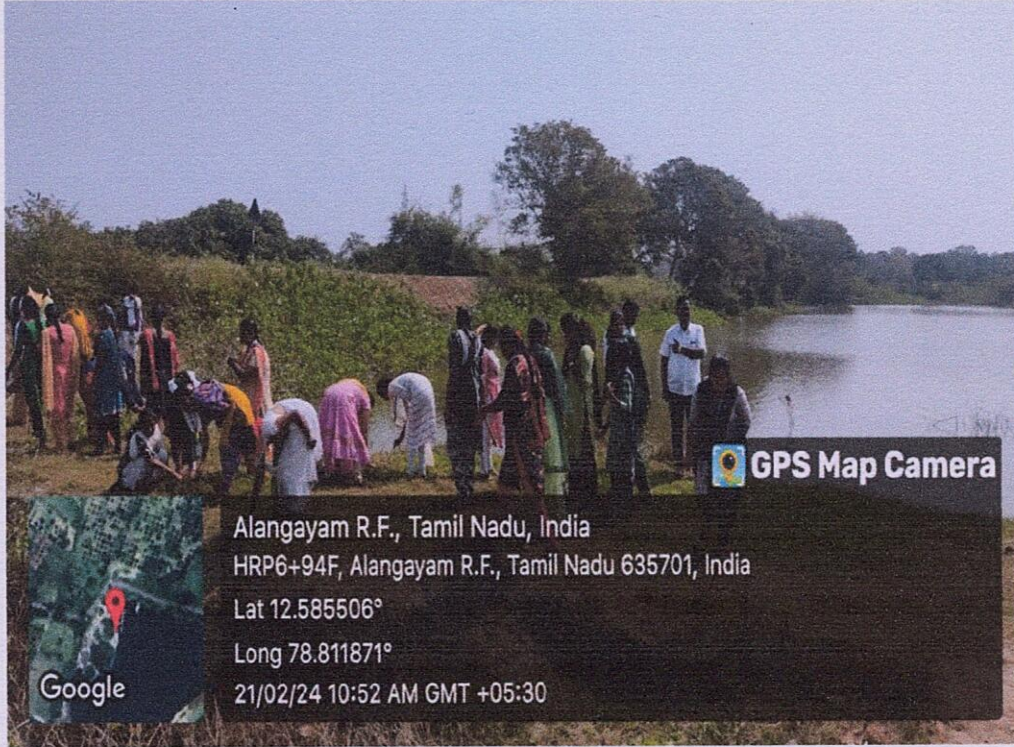 GPS Map Camera
Alangayam R.F., Tamil Nadu, India
HRP6+94F, Alangayam R.F., Tamil Nadu 635701, India
Lat 12.585506°
Long 78.811871°
21/02/24 10:52 AM GMT +05:30
Google